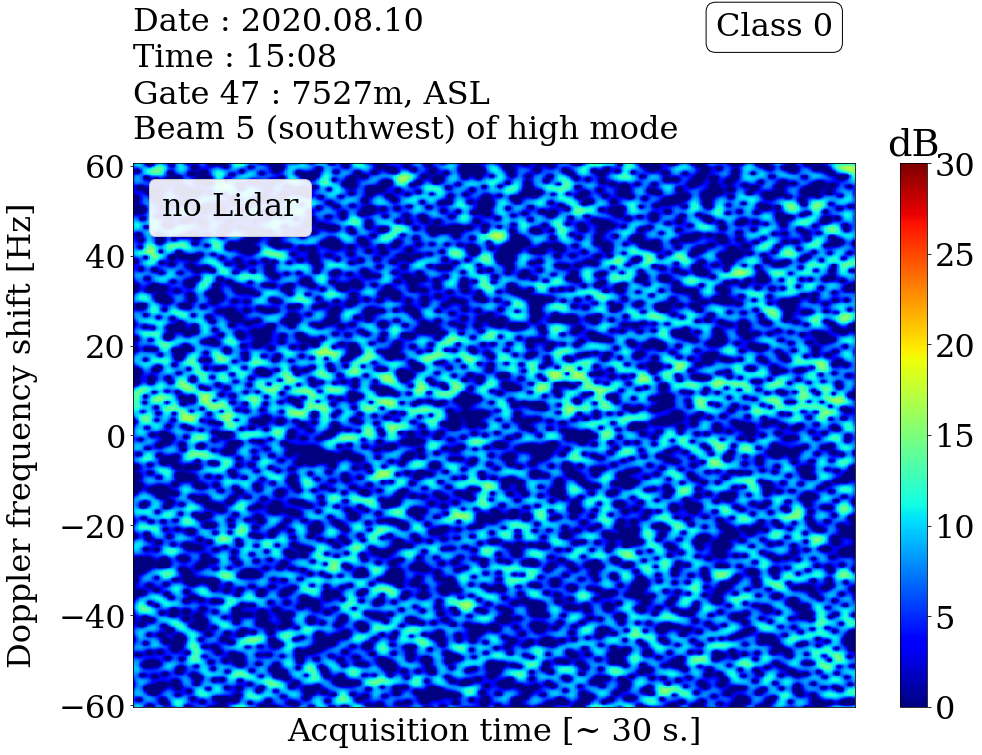 Date : 2020.08.10
Time : 15:08
Gate 47 : 7527m, ASL
Beam 5 (southwest) of high mode
Class 0
dB
no Lidar
Doppler frequency shift [Hz]
60
40
20
0
−20
−40
−60
Acquisition time [~ 30 s.]
30
25
20
15
10
5
0